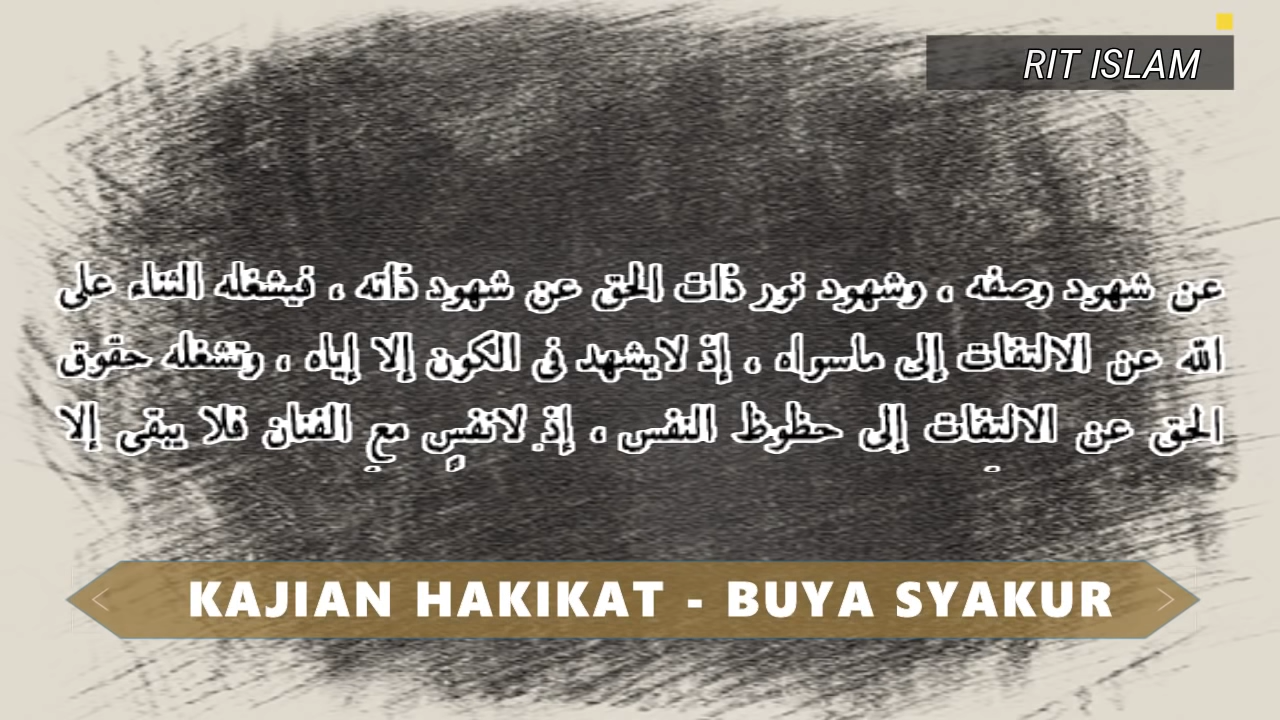 RIT ISLAM
عن شهود وصفه ، وشهود نور ذات الحق عن شهود ذاته ، فيشغله الثناء على
الله عن الالتفات إلى ماسواه ، إذ لايشهد فى الكون إلا إياه ، وتشغله حقوق
الحق عن الالتفات إلى حظوظ النفس ، إذ لانفس مع الفنان فلا يبقى إلا
KAJIAN HAKIKAT - BUYA SYAKUR